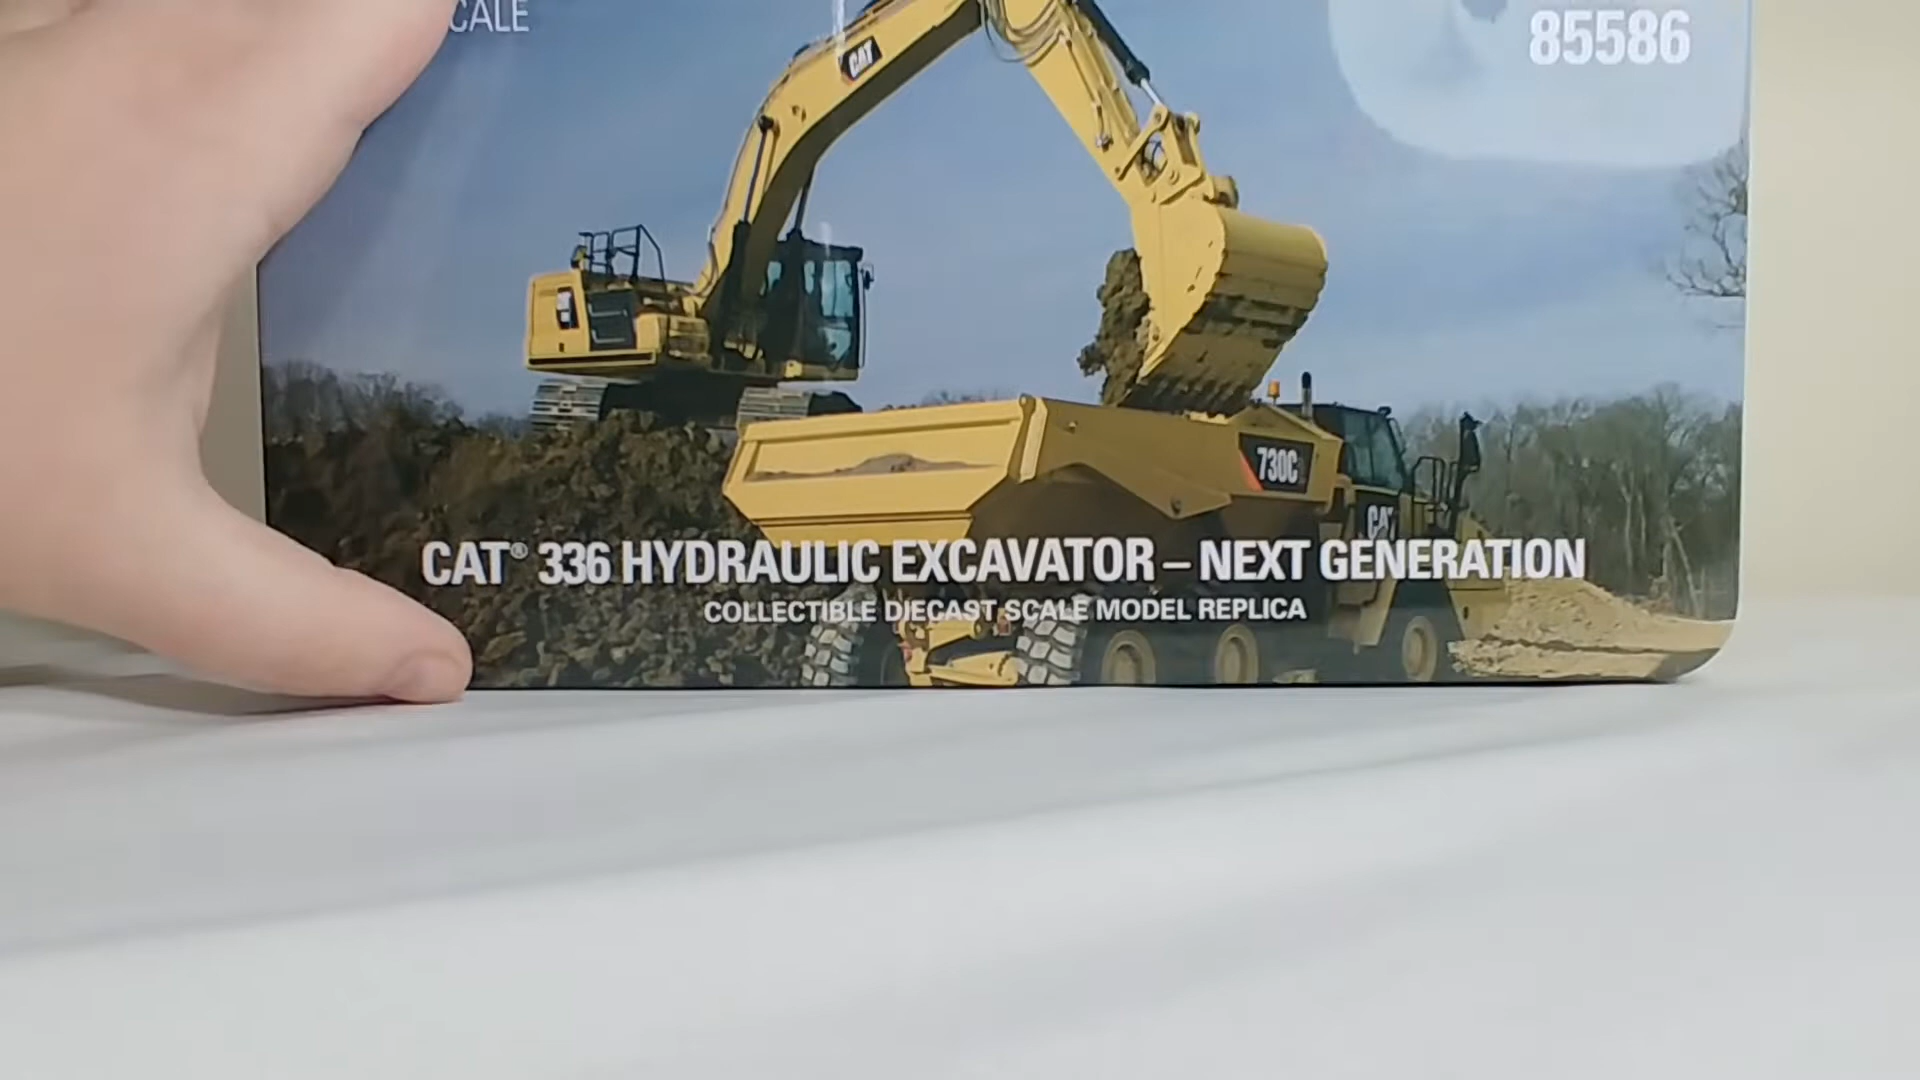 CALE
85586
CAT
730C
CAT
CAT® 336 HYDRAULIC EXCAVATOR – NEXT GENERATION
COLLECTIBLE DIECAST SCALE MODEL REPLICA